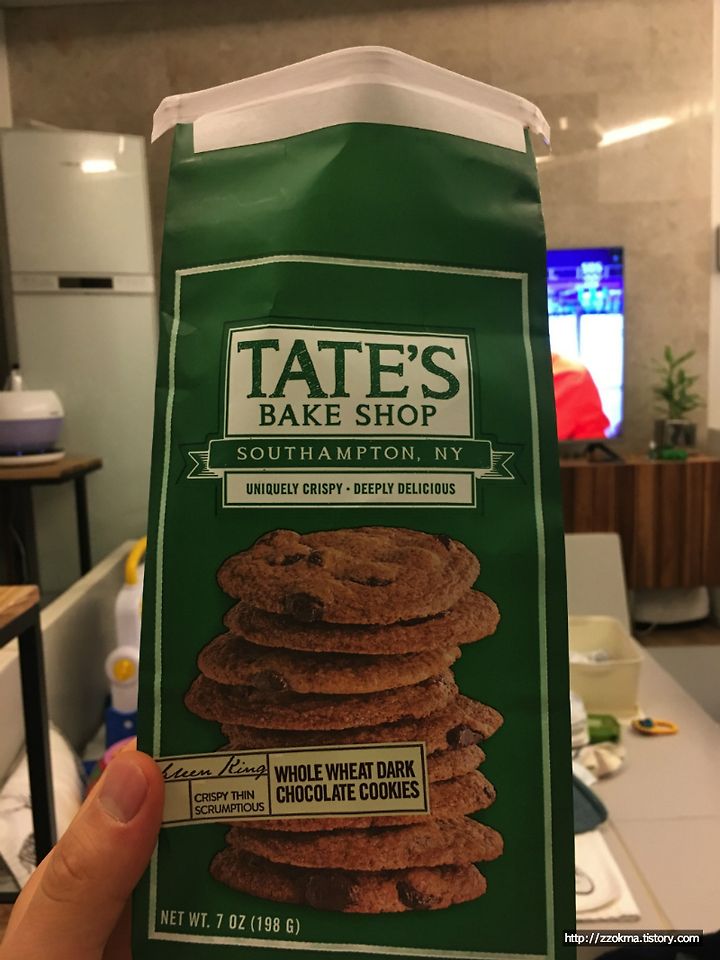 TATE'S
BAKE SHOP
SOUTHAMPTON, NY
UNIQUELY CRISPY • DEEPLY DELICIOUS
King
CRISPY THIN
SCRUMPTIOUS
WHOLE WHEAT DARK
CHOCOLATE COOKIES
NET WT. 7 OZ (198 G)
http://zzokma.tistory.com